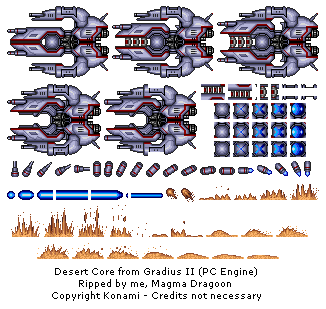 Desert Core from Gradius II (PC Engine)
Ripped by me, Magma Dragoon
Copyright Konami - Credits not necessary